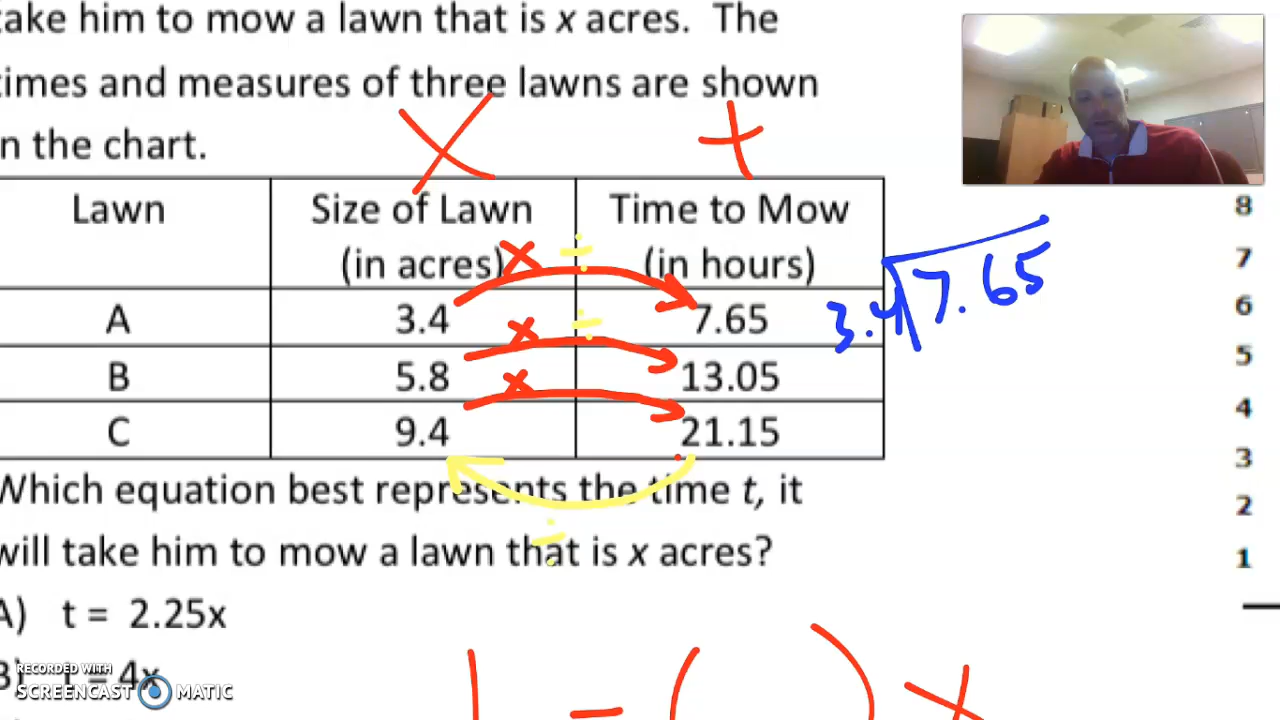 take him to mow a lawn that is x acres. The
times and measures of three lawns are shown
in the chart.
x t
Lawn Size of Lawn (in acres) Time to Mow (in hours)
x ÷
A 3.4 7.65
x ÷
B 5.8 13.05
x
C 9.4 21.15
÷
3.4 7.65
Which equation best represents the time t, it
will take him to mow a lawn that is x acres?
A) t = 2.25x
B) t = 4x
t = ( ) x
8
7
6
5
4
3
2
1
RECORDED WITH
SCREENCAST MATIC